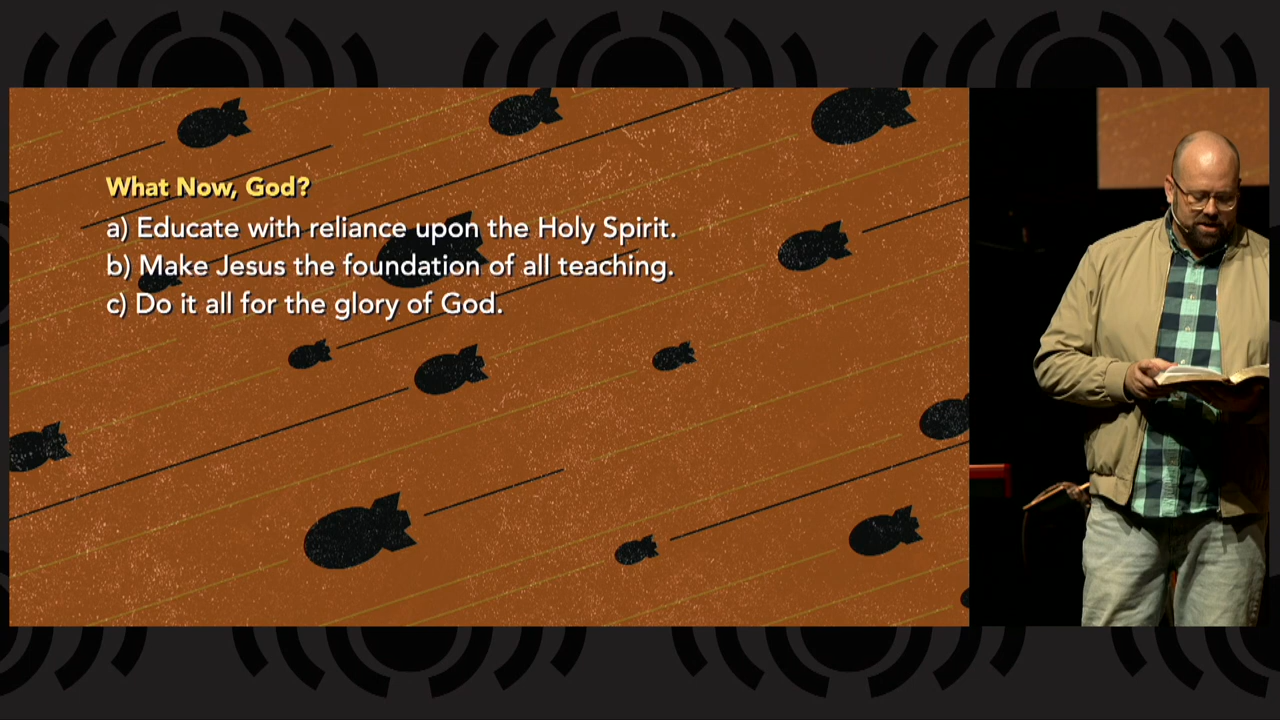 What Now, God?
a) Educate with reliance upon the Holy Spirit.
b) Make Jesus the foundation of all teaching.
c) Do it all for the glory of God.